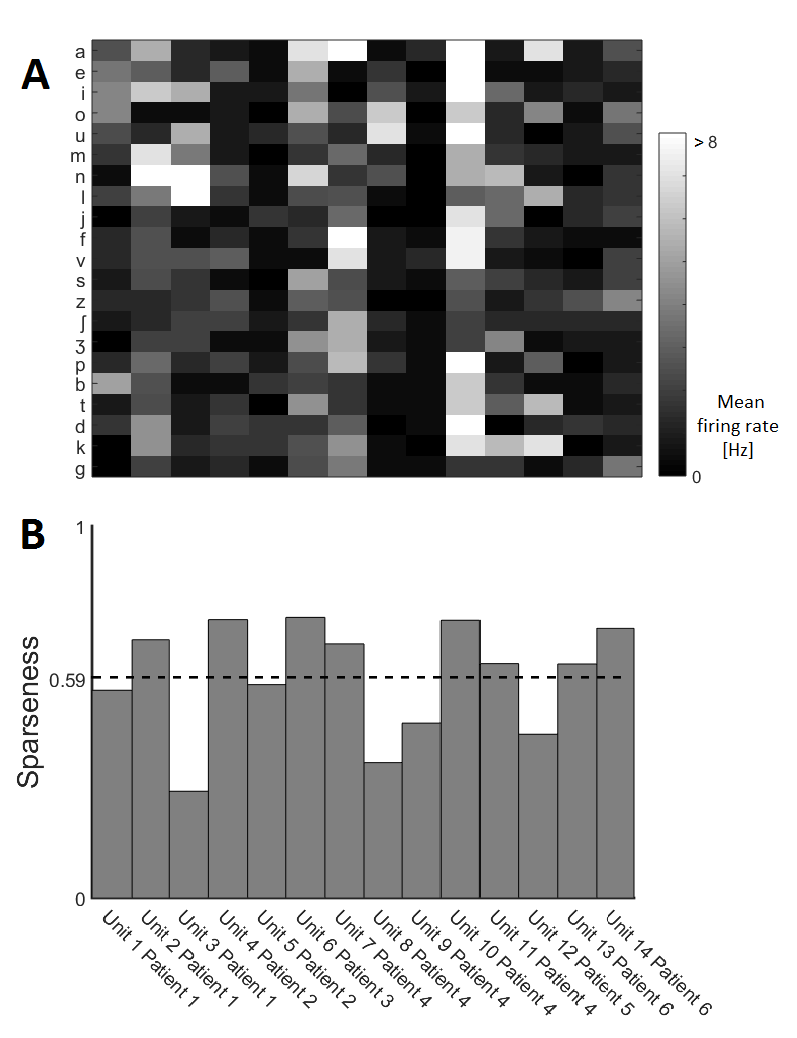 A
a
e
i
o
u
m
n
l
j
f
v
s
z
ʃ
ʒ
p
b
t
d
k
g
> 8
Mean
firing rate
[Hz]
0
B
1
0.59
0
Sparseness
Unit 1 Patient 1
Unit 2 Patient 1
Unit 3 Patient 1
Unit 4 Patient 2
Unit 5 Patient 2
Unit 6 Patient 3
Unit 7 Patient 4
Unit 8 Patient 4
Unit 9 Patient 4
Unit 10 Patient 4
Unit 11 Patient 4
Unit 12 Patient 5
Unit 13 Patient 6
Unit 14 Patient 6